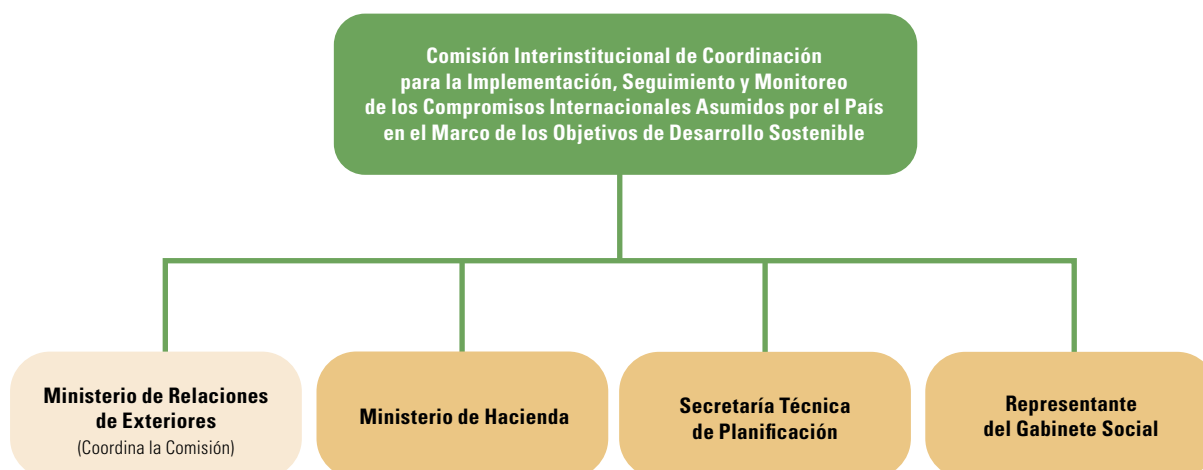 Comisión Interinstitucional de Coordinación
para la Implementación, Seguimiento y Monitoreo
de los Compromisos Internacionales Asumidos por el País
en el Marco de los Objetivos de Desarrollo Sostenible
Ministerio de Relaciones
de Exteriores
(Coordina la Comisión)
Ministerio de Hacienda
Secretaría Técnica
de Planificación
Representante
del Gabinete Social